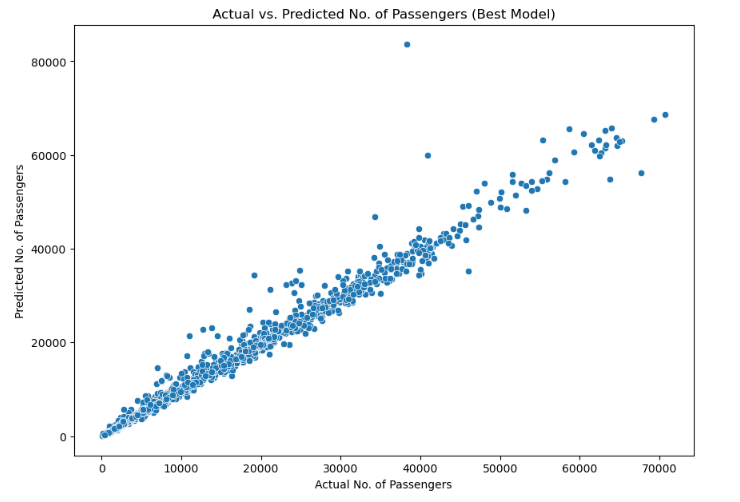 Actual vs. Predicted No. of Passengers (Best Model)
Predicted No. of Passengers
80000
60000
40000
20000
0
0 10000 20000 30000 40000 50000 60000 70000
Actual No. of Passengers